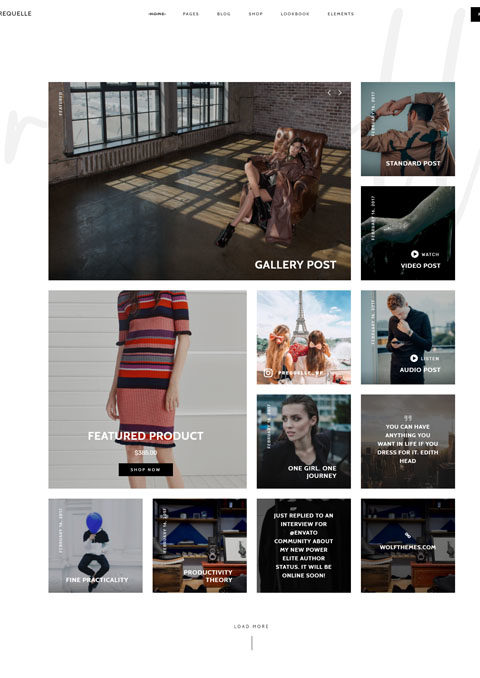 REQUELLE
HOME PAGES BLOG SHOP LOOKBOOK ELEMENTS
FEATURED
GALLERY POST
FEBRUARY 16, 2017
STANDARD POST
FEBRUARY 16, 2017
WATCH
VIDEO POST
FEATURED PRODUCT
$385.00
SHOP NOW
FEBRUARY 16, 2017
LISTEN
AUDIO POST
FEBRUARY 16, 2017
ONE GIRL. ONE
JOURNEY
YOU CAN HAVE
ANYTHING YOU
WANT IN LIFE IF YOU
DRESS FOR IT. EDITH
HEAD
FEBRUARY 16, 2017
FINE PRACTICALITY
FEBRUARY 16, 2017
PRODUCTIVITY
THEORY
JUST REPLIED TO AN
INTERVIEW FOR
@ENVATO
COMMUNITY ABOUT
MY NEW POWER
ELITE AUTHOR
STATUS. IT WILL BE
ONLINE SOON!
WOLFTHEMES.COM
LOAD MORE